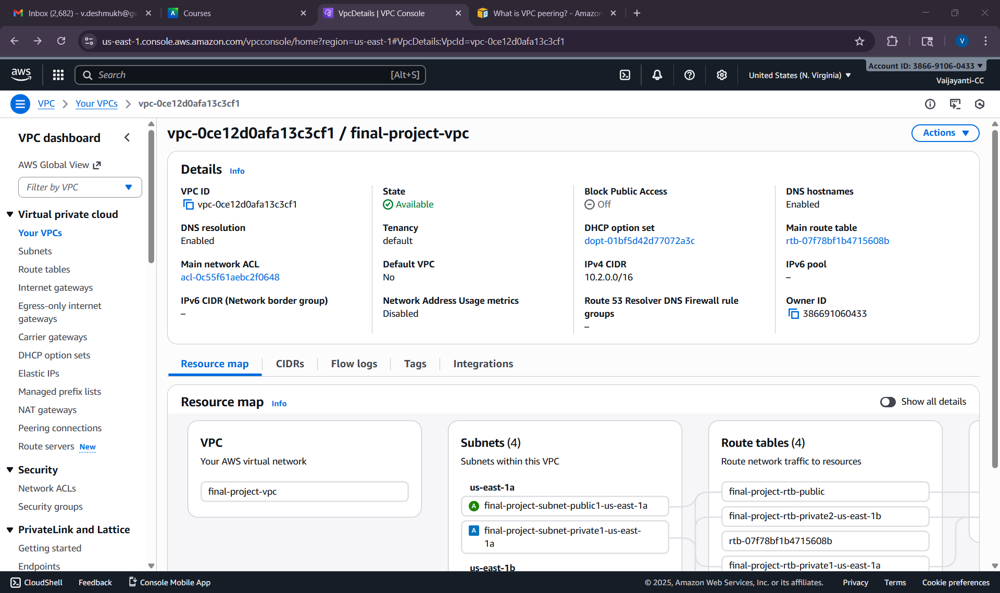 Inbox (2,682) - v.deshmukh@gw
Courses
VpcDetails | VPC Console
What is VPC peering? - Amazon
us-east-1.console.aws.amazon.com/vpcconsole/home?region=us-east-1#VpcDetails:VpcId=vpc-0ce12d0afa13c3cf1
V
aws
Search
[Alt+S]
United States (N. Virginia)
Account ID: 3866-9106-0433
Vaijayanti-CC
VPC
Your VPCs
vpc-0ce12d0afa13c3cf1
VPC dashboard
AWS Global View
Filter by VPC
Virtual private cloud
Your VPCs
Subnets
Route tables
Internet gateways
Egress-only internet
gateways
Carrier gateways
DHCP option sets
Elastic IPs
Managed prefix lists
NAT gateways
Peering connections
Route servers New
Security
Network ACLs
Security groups
PrivateLink and Lattice
Getting started
Endpoints
vpc-0ce12d0afa13c3cf1 / final-project-vpc
Actions
Details Info
VPC ID
vpc-0ce12d0afa13c3cf1
State
Available
Block Public Access
Off
DNS hostnames
Enabled
DNS resolution
Enabled
Tenancy
default
DHCP option set
dopt-01bf5d42d77072a3c
Main route table
rtb-07f78bf1b4715608b
Main network ACL
acl-0c55f61aebc2f0648
Default VPC
No
IPv4 CIDR
10.2.0.0/16
IPv6 pool
–
IPv6 CIDR (Network border group)
–
Network Address Usage metrics
Disabled
Route 53 Resolver DNS Firewall rule
groups
–
Owner ID
386691060433
Resource map
CIDRs
Flow logs
Tags
Integrations
Resource map Info
Show all details
VPC
Your AWS virtual network
final-project-vpc
Subnets (4)
Subnets within this VPC
us-east-1a
A final-project-subnet-public1-us-east-1a
A final-project-subnet-private1-us-east-
1a
us-east-1b
Route tables (4)
Route network traffic to resources
final-project-rtb-public
final-project-rtb-private2-us-east-1b
rtb-07f78bf1b4715608b
final-project-rtb-private1-us-east-1a
CloudShell
Feedback
Console Mobile App
© 2025, Amazon Web Services, Inc. or its affiliates.
Privacy
Terms
Cookie preferences